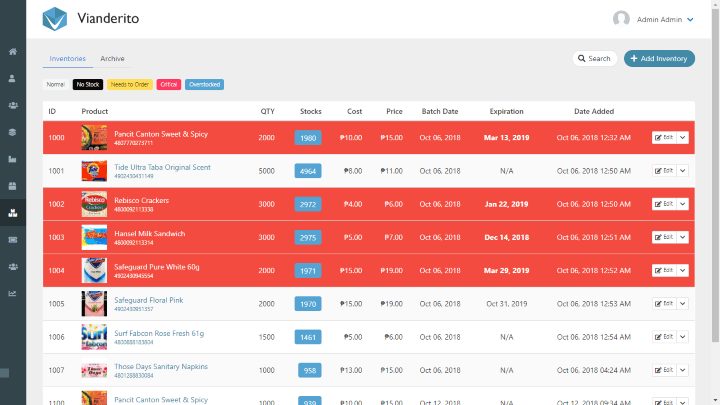 Vianderito
Admin Admin
Inventories Archive
Search
Add Inventory
Normal No Stock Needs to Order Critical Overstocked
ID Product QTY Stocks Cost Price Batch Date Expiration Date Added
1000 Pancit Canton Sweet & Spicy 2000 1980 ₱10.00 ₱15.00 Oct 06, 2018 Mar 13, 2019 Oct 06, 2018 12:32 AM Edit
4807770273711
1001 Tide Ultra Taba Original Scent 5000 4964 ₱8.00 ₱11.00 Oct 06, 2018 N/A Oct 06, 2018 12:50 AM Edit
4902430431149
1002 Rebisco Crackers 3000 2972 ₱4.00 ₱6.00 Oct 06, 2018 Jan 22, 2019 Oct 06, 2018 12:50 AM Edit
4800092113338
1003 Hansel Milk Sandwich 3000 2975 ₱5.00 ₱7.00 Oct 06, 2018 Dec 14, 2018 Oct 06, 2018 12:51 AM Edit
4800092113314
1004 Safeguard Pure White 60g 2000 1971 ₱15.00 ₱19.00 Oct 06, 2018 Mar 29, 2019 Oct 06, 2018 12:52 AM Edit
4902430945554
1005 Safeguard Floral Pink 2000 1970 ₱15.00 ₱19.00 Oct 06, 2018 Oct 31, 2019 Oct 06, 2018 12:53 AM Edit
4902430951357
1006 Surf Fabcon Rose Fresh 61g 1500 1461 ₱5.00 ₱6.00 Oct 06, 2018 N/A Oct 06, 2018 12:54 AM Edit
4800888183804
1007 Those Days Sanitary Napkins 1000 958 ₱13.00 ₱15.00 Oct 06, 2018 N/A Oct 06, 2018 04:24 AM Edit
4801288830084
1100 Pancit Canton Sweet & Spicy 1000 939 ₱10.00 ₱15.00 Oct 12, 2018 N/A Oct 12, 2018 09:34 AM Edit